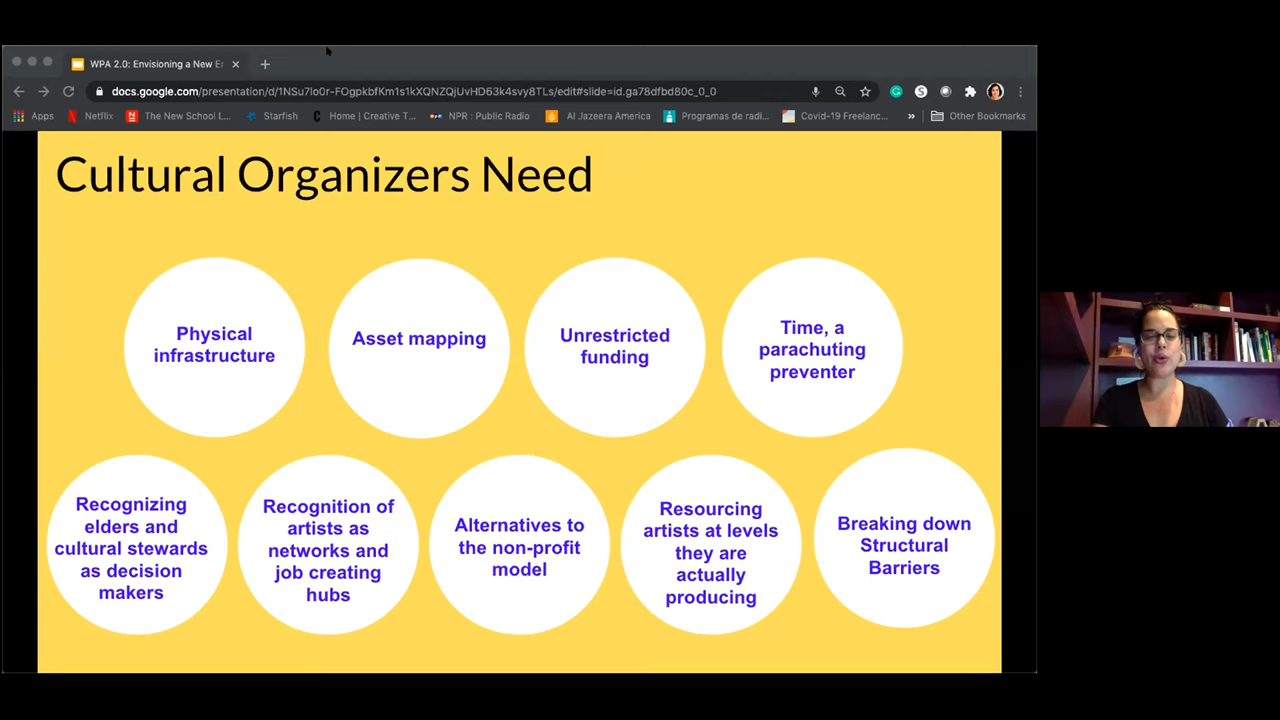 WPA 2.0: Envisioning a New E
docs.google.com/presentation/d/1NSu7lo0r-FOgpkbfKm1s1kXQNZQjUvHD63k4svy8TLs/edit#slide=id.ga78dfbd80c_0_0
Apps Netflix The New School L... Starfish Home | Creative T... NPR : Public Radio Al Jazeera America Programas de radi... Covid-19 Freelanc... » Other Bookmarks
Cultural Organizers Need
Physical
infrastructure
Asset mapping
Unrestricted
funding
Time, a
parachuting
preventer
Recognizing
elders and
cultural stewards
as decision
makers
Recognition of
artists as
networks and
job creating
hubs
Alternatives to
the non-profit
model
Resourcing
artists at levels
they are
actually
producing
Breaking down
Structural
Barriers